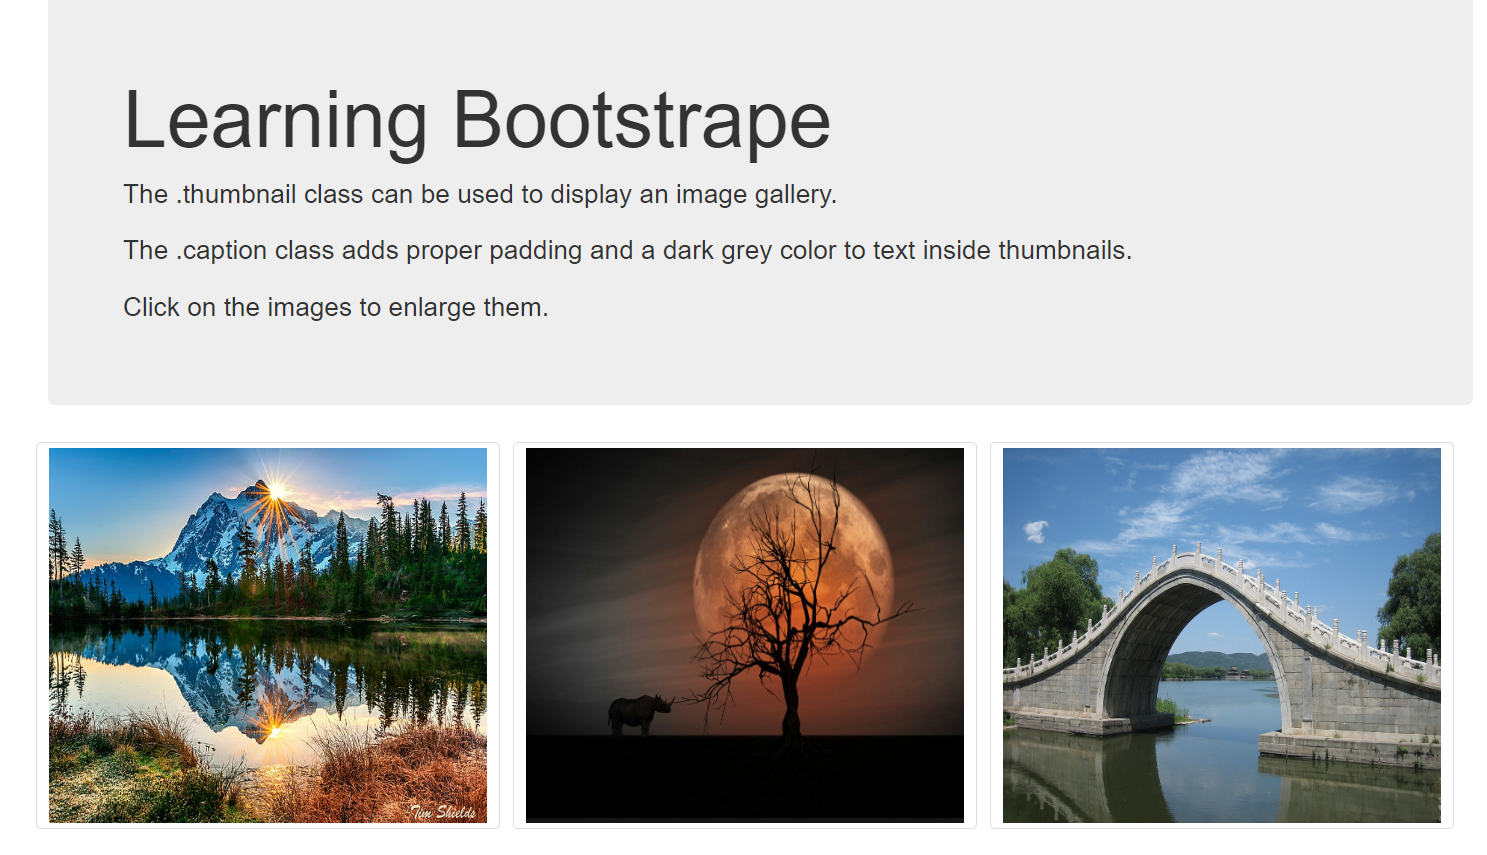 Learning Bootstrape
The .thumbnail class can be used to display an image gallery.
The .caption class adds proper padding and a dark grey color to text inside thumbnails.
Click on the images to enlarge them.
Tim Shields